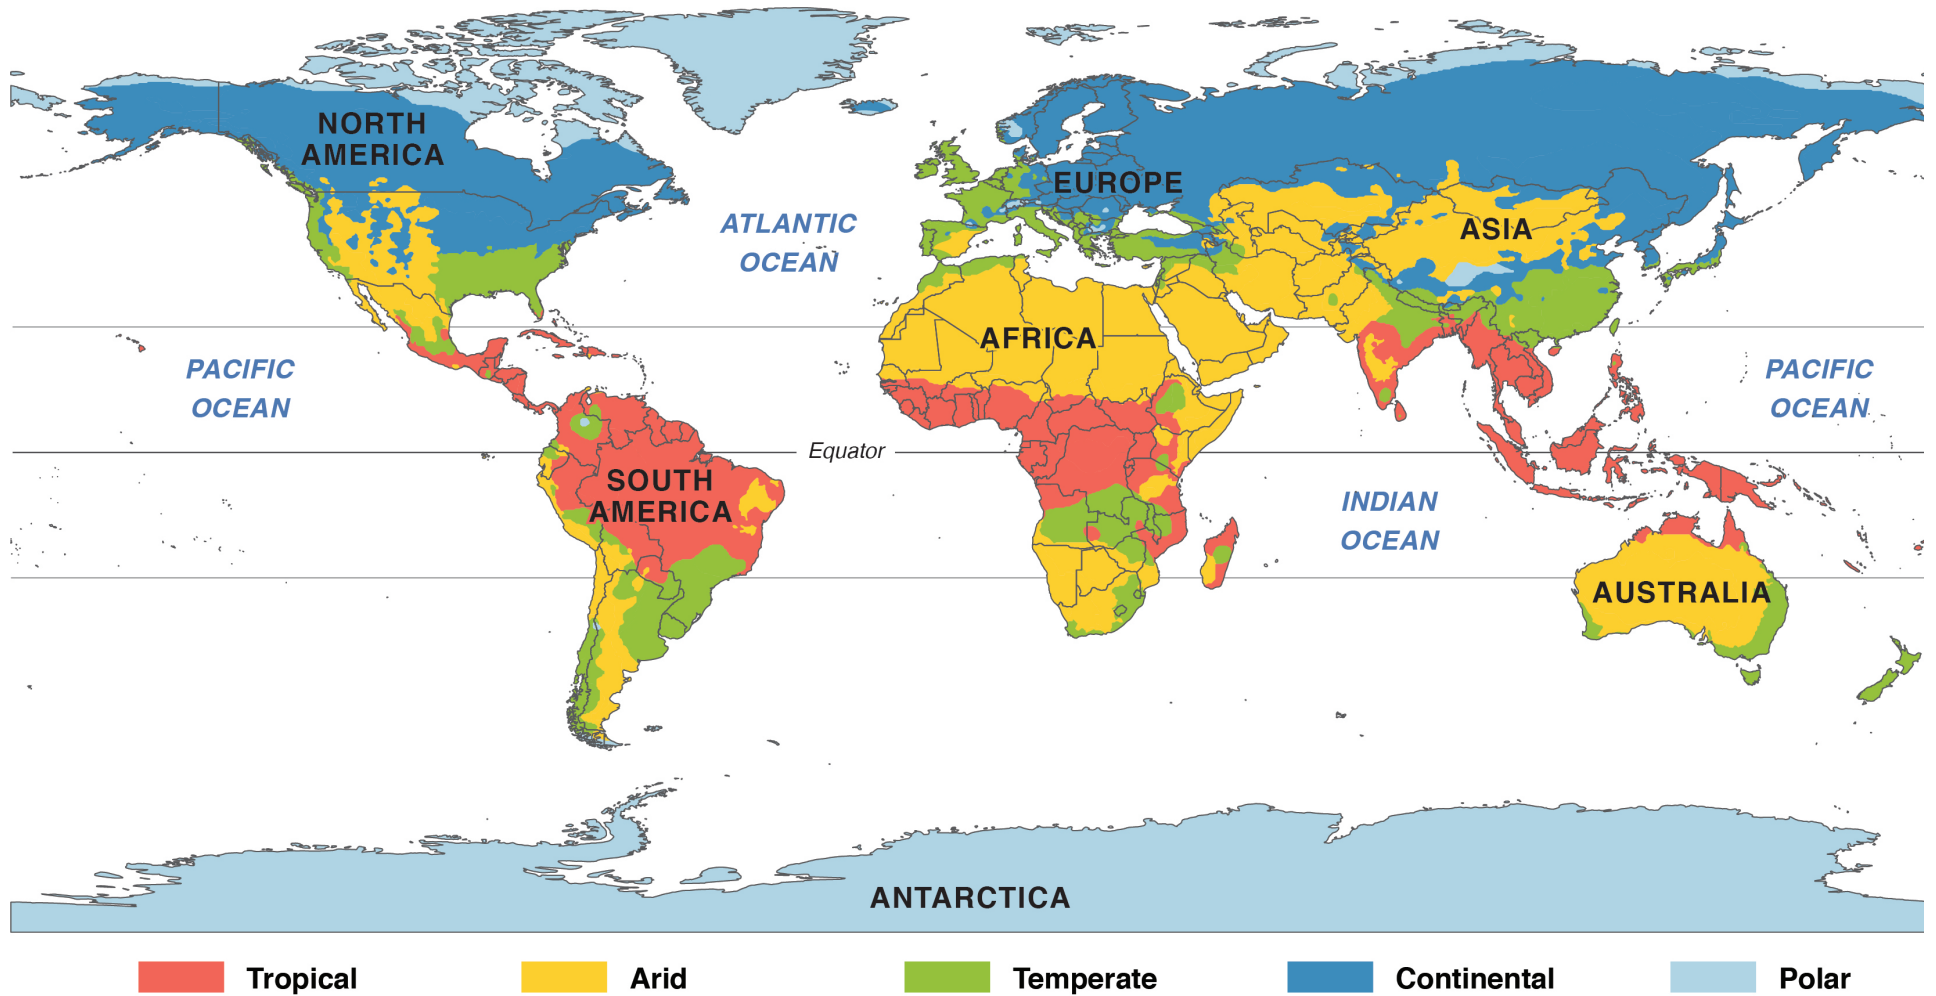 NORTH
AMERICA
EUROPE
ASIA
ATLANTIC
OCEAN
AFRICA
PACIFIC
OCEAN
PACIFIC
OCEAN
Equator
SOUTH
AMERICA
INDIAN
OCEAN
AUSTRALIA
ANTARCTICA
Tropical
Arid
Temperate
Continental
Polar